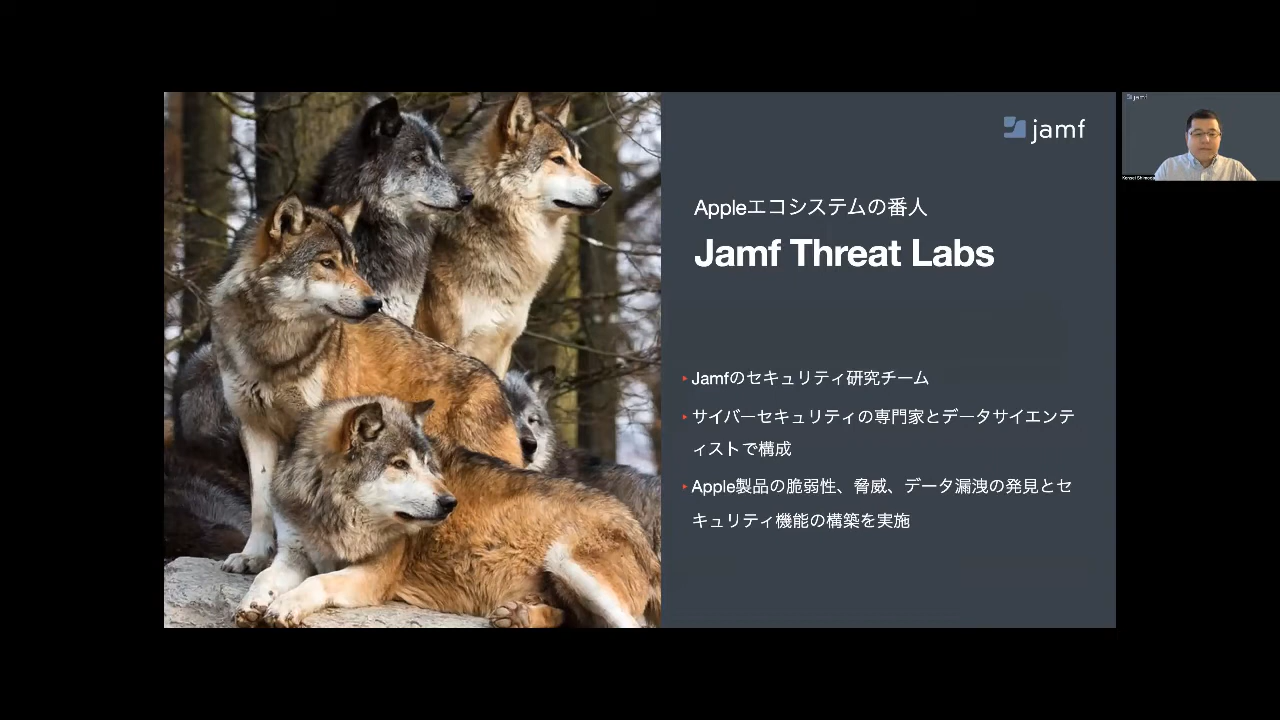 jamf
jamf
Appleエコシステムの番人
Jamf Threat Labs
Kensei Shimoda
▸Jamfのセキュリティ研究チーム
▸サイバーセキュリティの専門家とデータサイエンテ
ィストで構成
▸Apple製品の脆弱性、脅威、データ漏洩の発見とセ
キュリティ機能の構築を実施